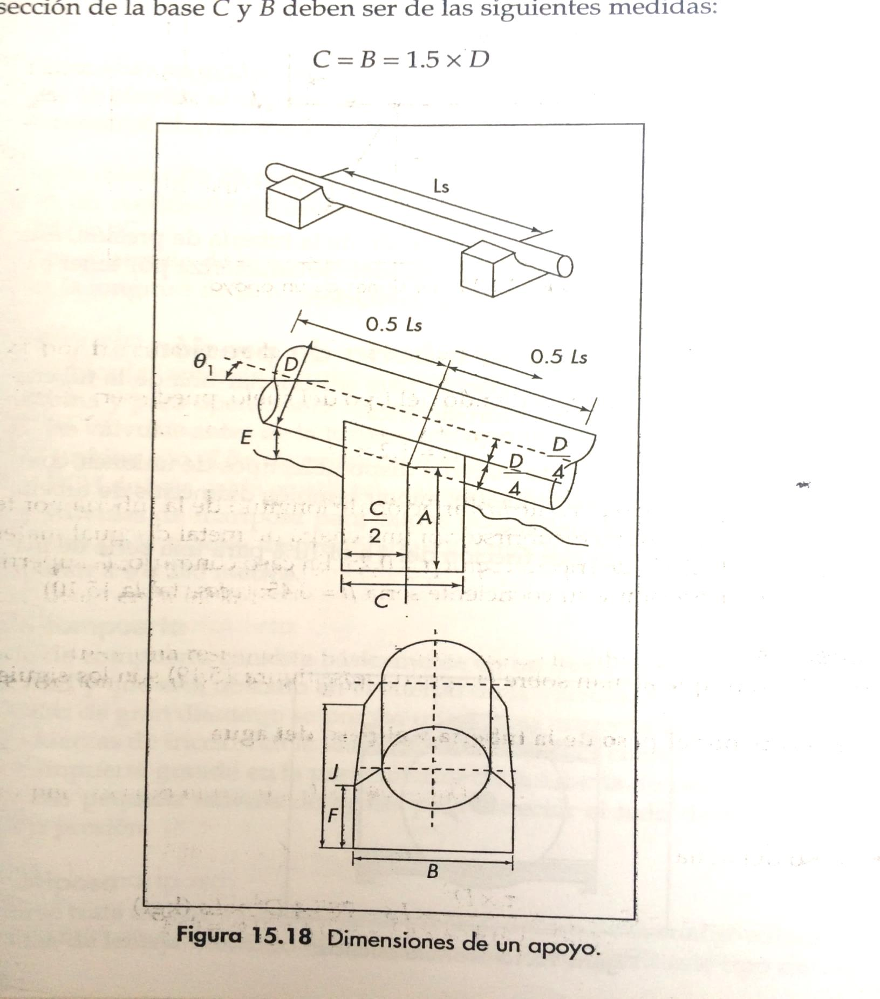 sección de la base C y B deben ser de las siguientes medidas:
C = B = 1.5 × D
Ls
0.5 Ls
0.5 Ls
θ1
D
E
D
4
D
4
C
2
A
C
J
F
B
Figura 15.18 Dimensiones de un apoyo.